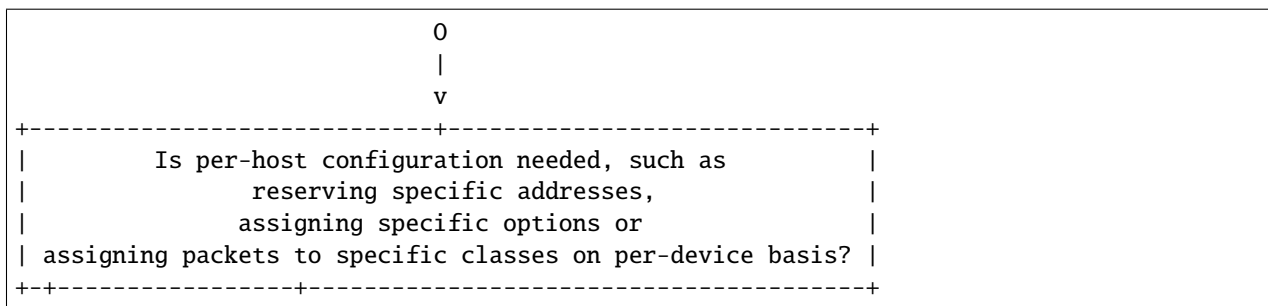 O
                              |
                              v
+-----------------------------+------------------------------+
|         Is per-host configuration needed, such as          |
|                reserving specific addresses,               |
|               assigning specific options or                |
| assigning packets to specific classes on per-device basis? |
+-+-----------------+----------------------------------------+